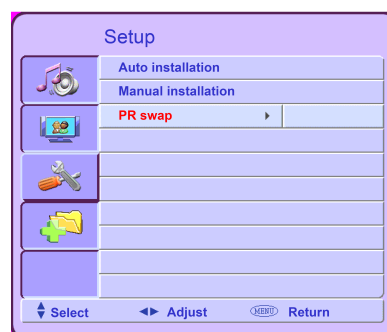 Setup
Auto installation
Manual installation
PR swap
Select Adjust MENU Return